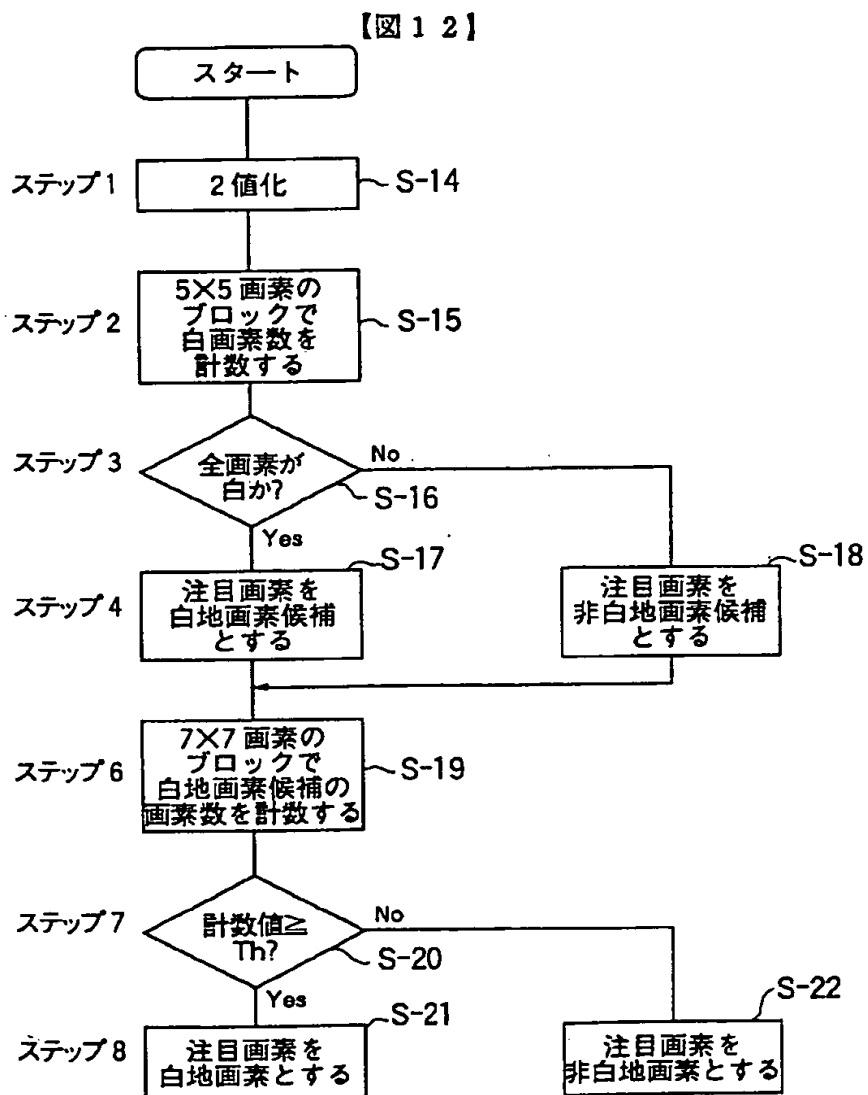 【図12】
スタート
ステップ1
2値化
S-14
ステップ2
5×5画素の
ブロックで
白画素数を
計数する
S-15
ステップ3
全画素が
白か?
No
S-16
Yes
S-17
S-18
ステップ4
注目画素を
白地画素候補
とする
注目画素を
非白地画素候補
とする
ステップ6
7×7画素の
ブロックで
白地画素候補の
画素数を計数する
S-19
ステップ7
計数値≧
Th?
No
S-20
Yes
S-21
S-22
ステップ8
注目画素を
白地画素とする
注目画素を
非白地画素とする